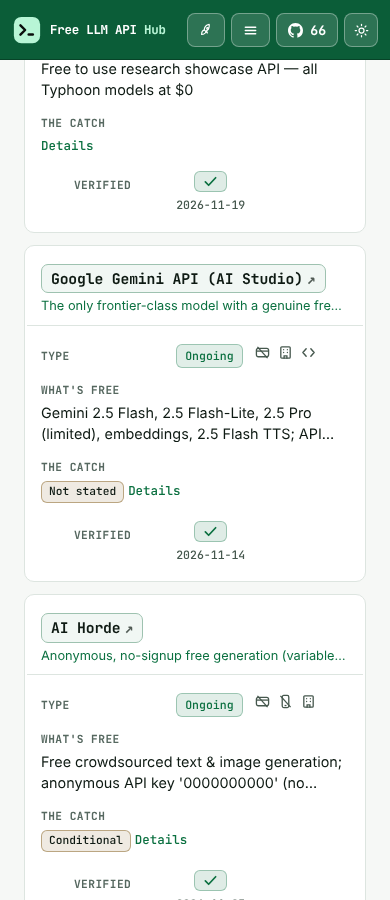 Free LLM API Hub
66
Free to use research showcase API — all
Typhoon models at $0
THE CATCH
Details
VERIFIED
2026-11-19
Google Gemini API (AI Studio) ↗
The only frontier-class model with a genuine fre...
TYPE
Ongoing
WHAT'S FREE
Gemini 2.5 Flash, 2.5 Flash-Lite, 2.5 Pro
(limited), embeddings, 2.5 Flash TTS; API...
THE CATCH
Not stated Details
VERIFIED
2026-11-14
AI Horde ↗
Anonymous, no-signup free generation (variable...
TYPE
Ongoing
WHAT'S FREE
Free crowdsourced text & image generation;
anonymous API key '0000000000' (no...
THE CATCH
Conditional Details
VERIFIED